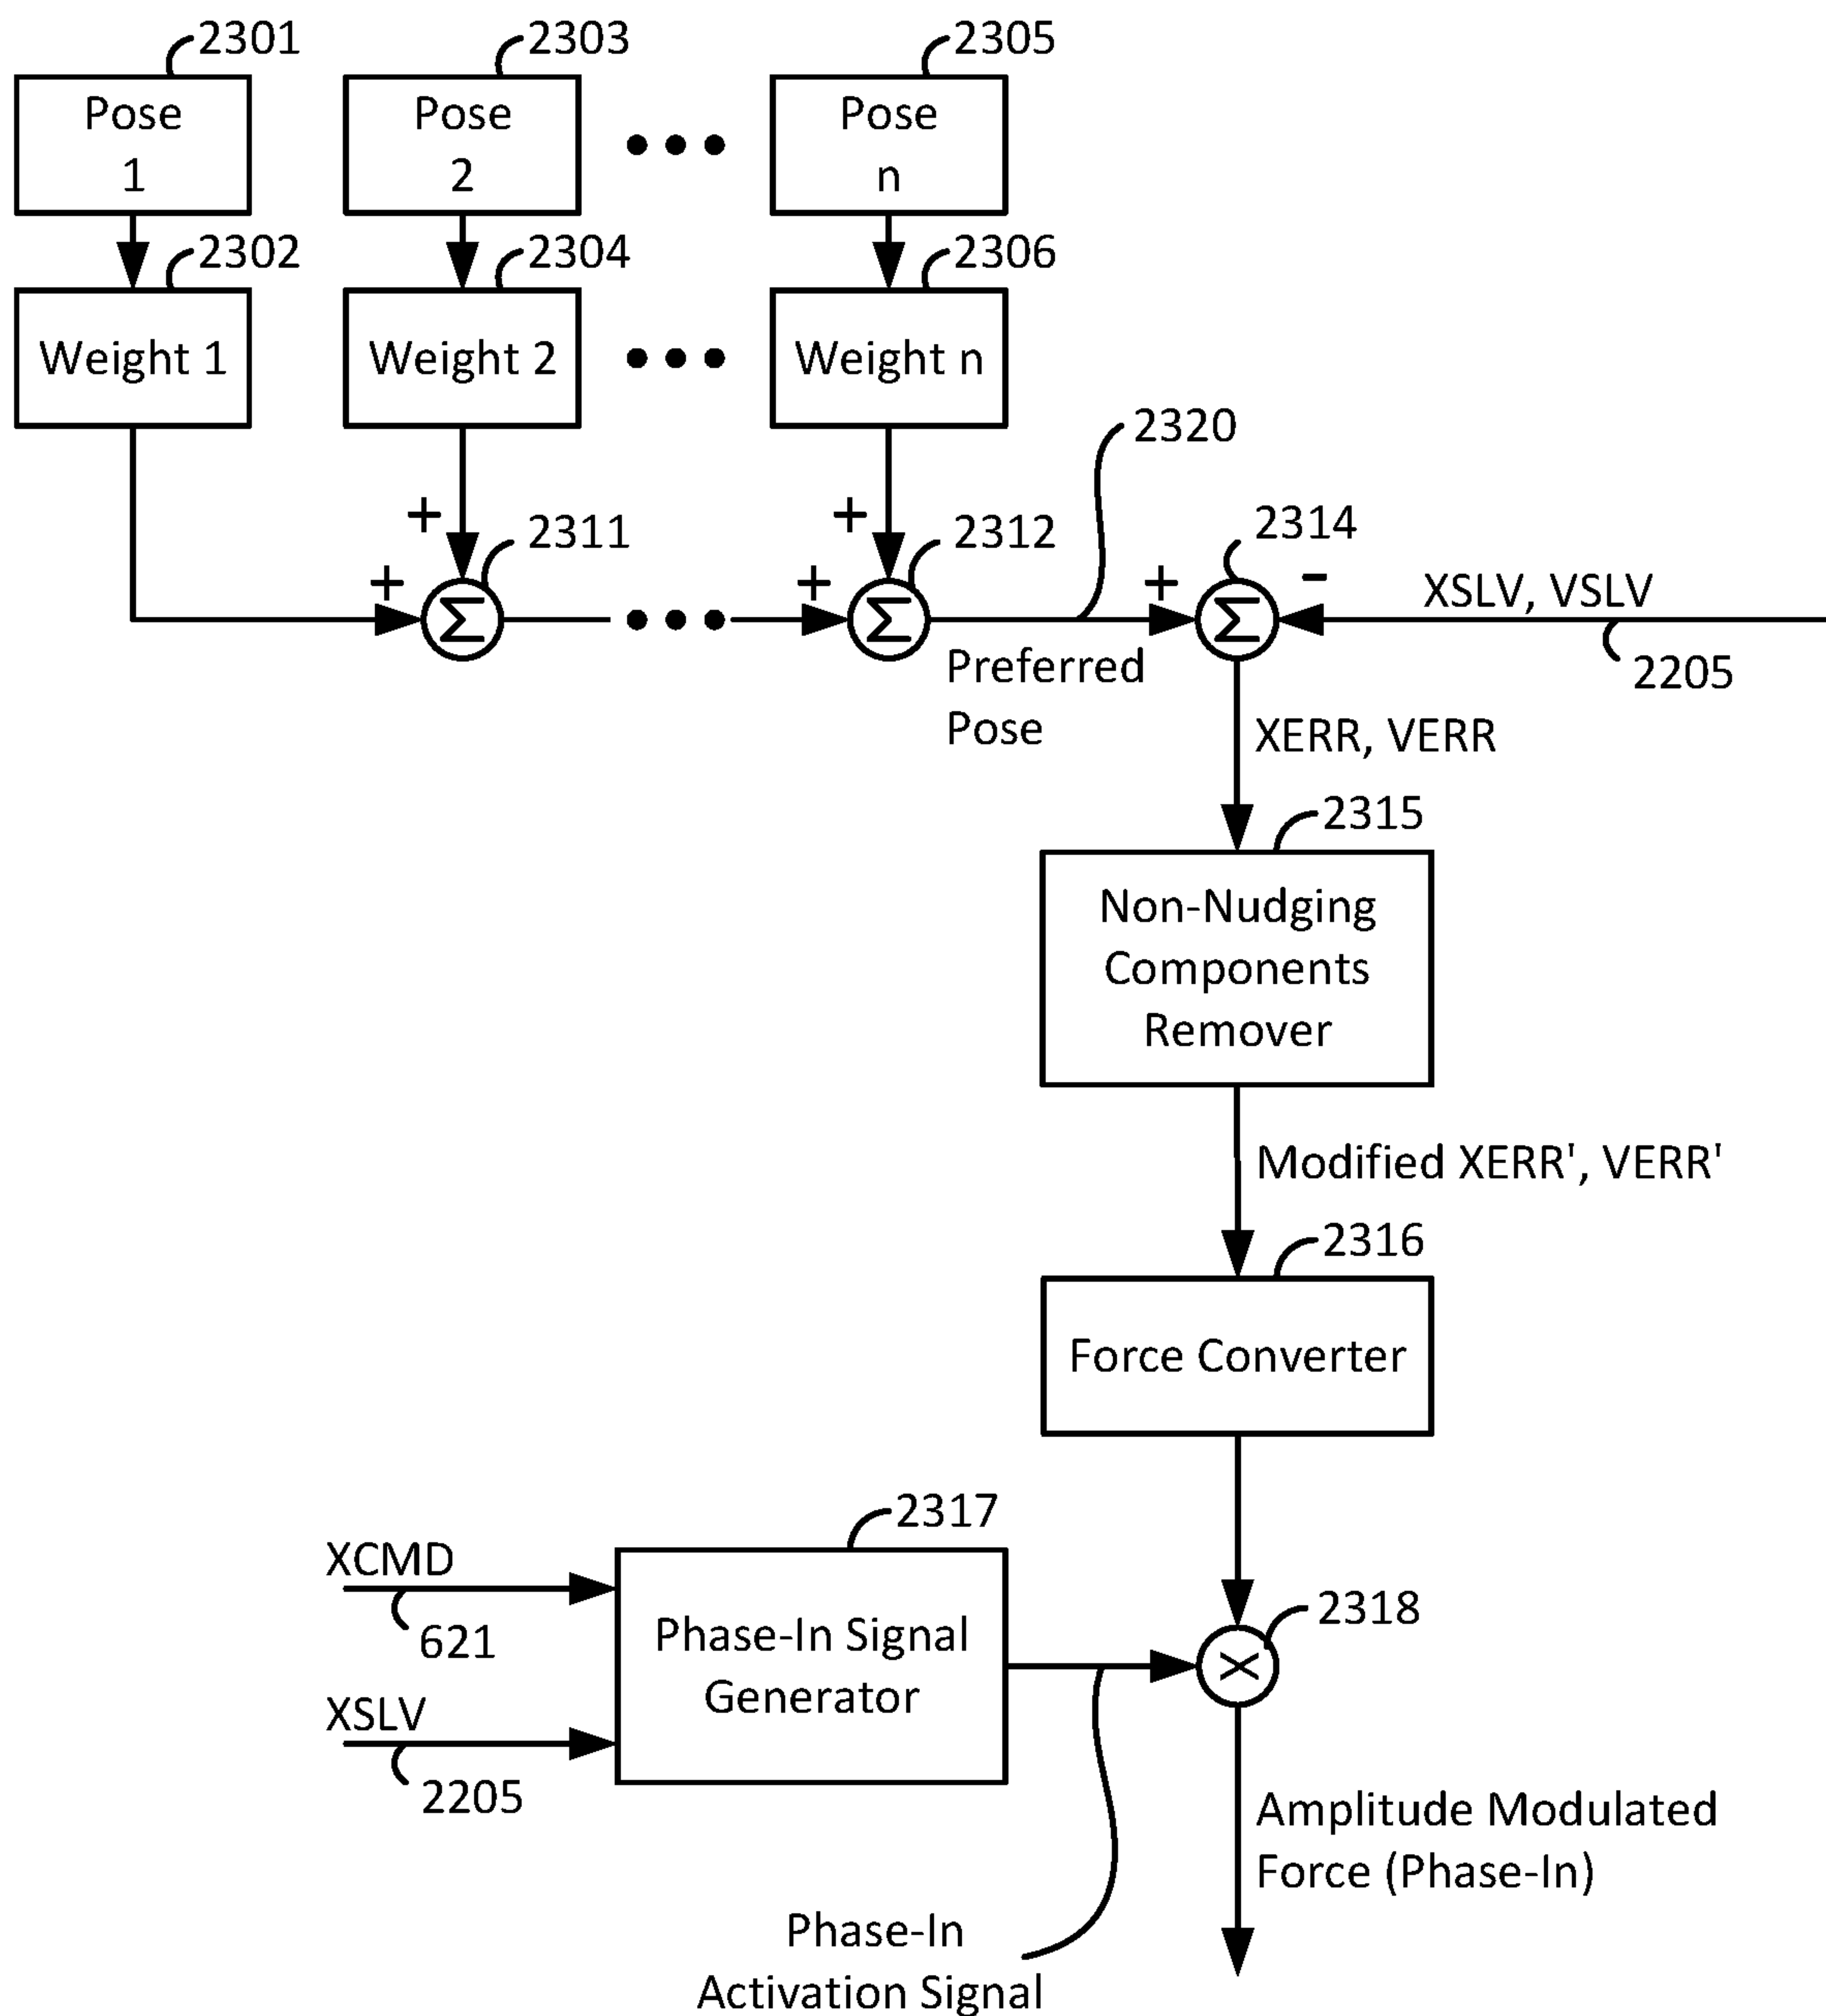 2301
2303
2305
Pose
1
Pose
2
Pose
n
2302
2304
2306
Weight 1
Weight 2
Weight n
2320
+
+
2311
2312
2314
+
+
+
-
Σ
Σ
Σ
XSLV, VSLV
2205
Preferred
Pose
XERR, VERR
2315
Non-Nudging
Components
Remover
Modified XERR', VERR'
2316
Force Converter
2317
XCMD
621
2318
Phase-In Signal
Generator
X
XSLV
2205
Amplitude Modulated
Force (Phase-In)
Phase-In
Activation Signal